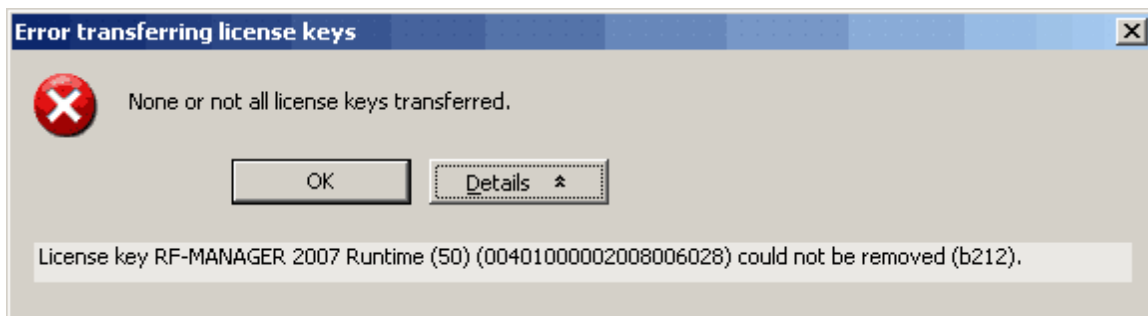 Error transferring license keys
None or not all license keys transferred.
OK
Details
License key RF-MANAGER 2007 Runtime (50) (00401000002008006028) could not be removed (b212).